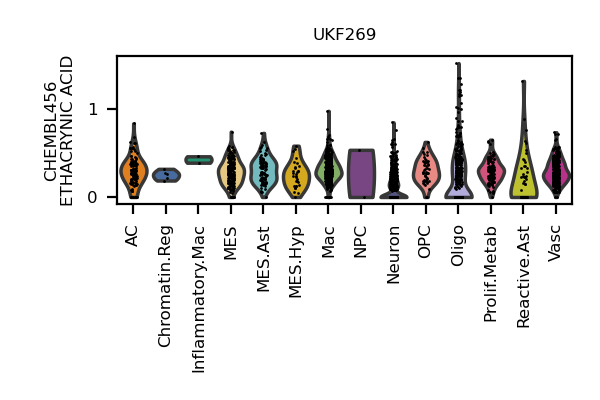 UKF269
CHEMBL456
ETHACRYNIC ACID
1
0
AC
Chromatin.Reg
Inflammatory.Mac
MES
MES.Ast
MES.Hyp
Mac
NPC
Neuron
OPC
Oligo
Prolif.Metab
Reactive.Ast
Vasc